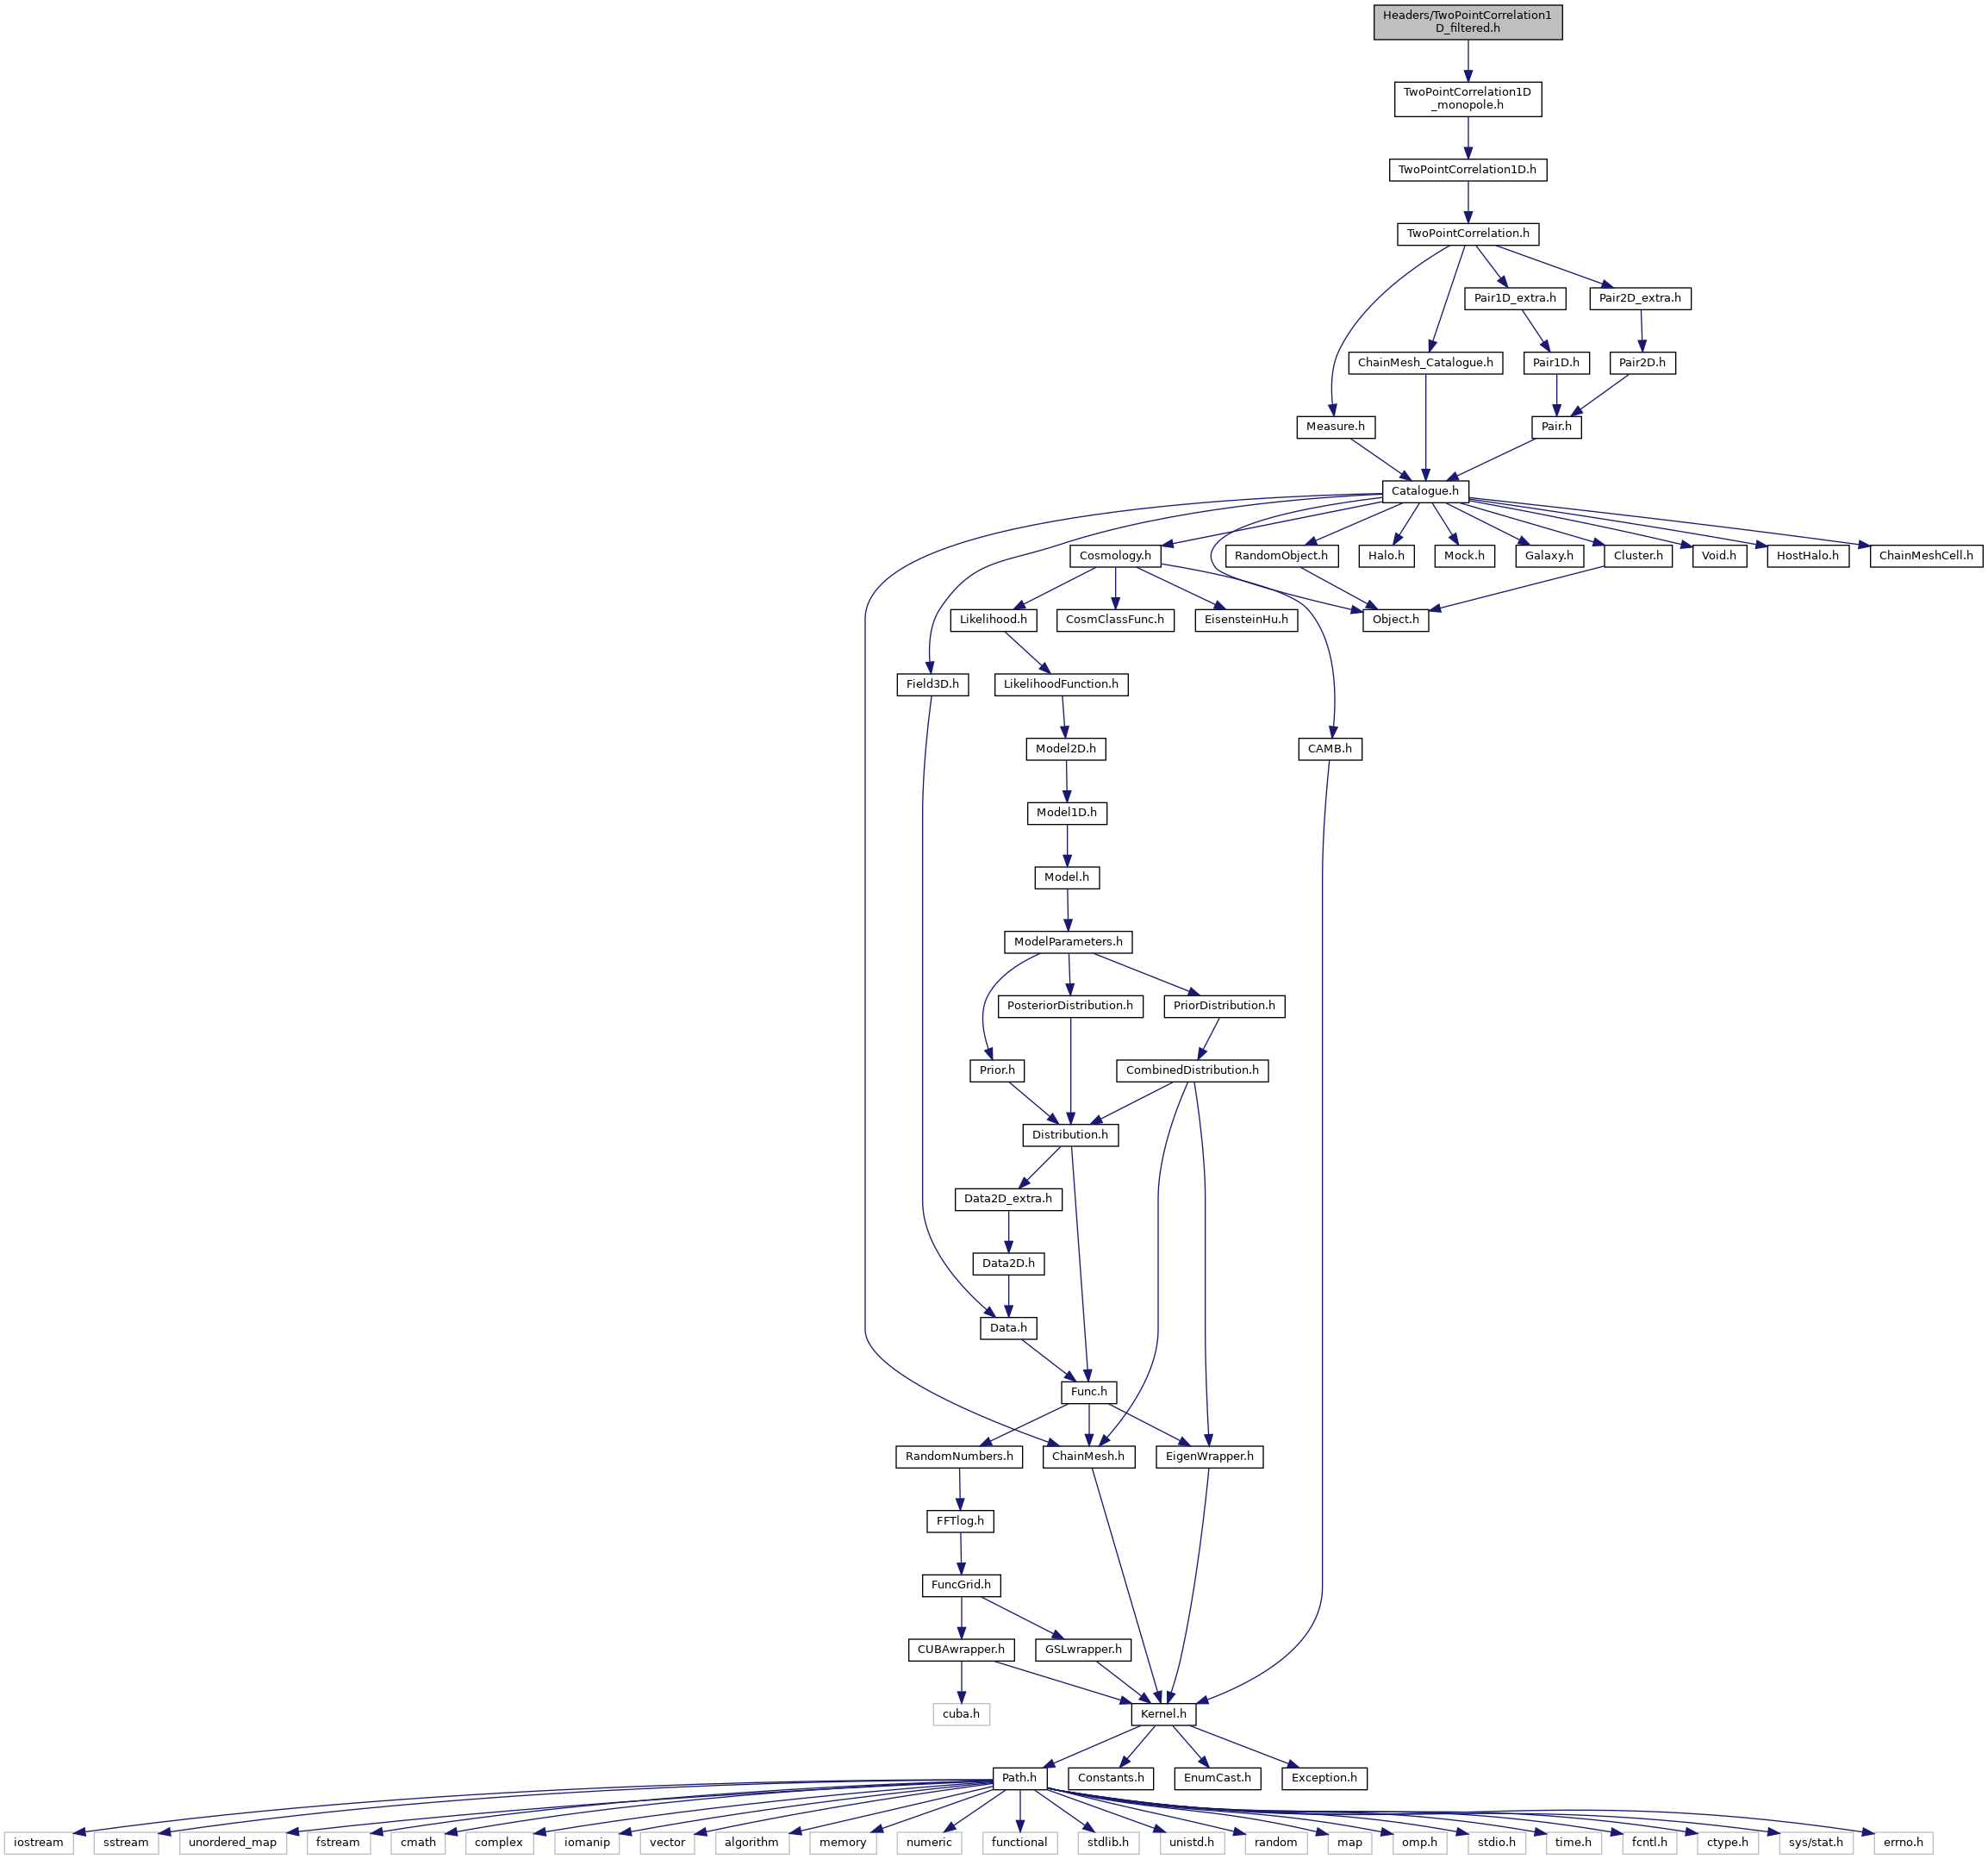 Headers/TwoPointCorrelation1
D_filtered.h
TwoPointCorrelation1D
_monopole.h
TwoPointCorrelation1D.h
TwoPointCorrelation.h
Pair1D_extra.h
Pair2D_extra.h
ChainMesh_Catalogue.h
Pair1D.h
Pair2D.h
Measure.h
Pair.h
Catalogue.h
Cosmology.h
RandomObject.h
Halo.h
Mock.h
Galaxy.h
Cluster.h
Void.h
HostHalo.h
ChainMeshCell.h
Likelihood.h
CosmClassFunc.h
EisensteinHu.h
Object.h
Field3D.h
LikelihoodFunction.h
Model2D.h
CAMB.h
Model1D.h
Model.h
ModelParameters.h
PosteriorDistribution.h
PriorDistribution.h
Prior.h
CombinedDistribution.h
Distribution.h
Data2D_extra.h
Data2D.h
Data.h
Func.h
RandomNumbers.h
ChainMesh.h
EigenWrapper.h
FFTlog.h
FuncGrid.h
CUBAwrapper.h
GSLwrapper.h
cuba.h
Kernel.h
Path.h
Constants.h
EnumCast.h
Exception.h
iostream
sstream
unordered_map
fstream
cmath
complex
iomanip
vector
algorithm
memory
numeric
functional
stdlib.h
unistd.h
random
map
omp.h
stdio.h
time.h
fcntl.h
ctype.h
sys/stat.h
errno.h